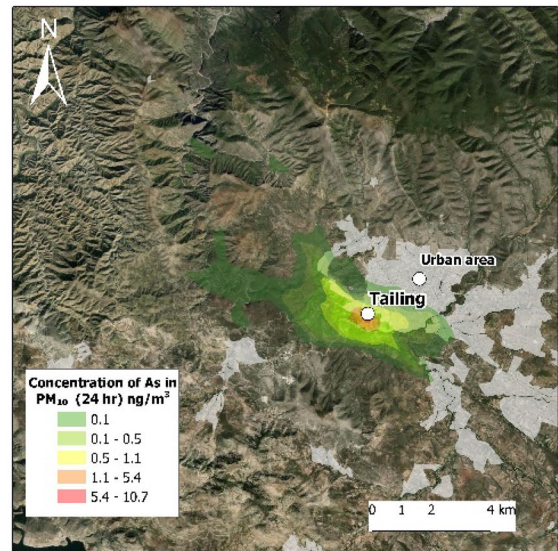 N
Urban area
Tailing
Concentration of As in
PM₁₀ (24 hr) ng/m³
0.1
0.1 - 0.5
0.5 - 1.1
1.1 - 5.4
5.4 - 10.7
0 1 2 4 km